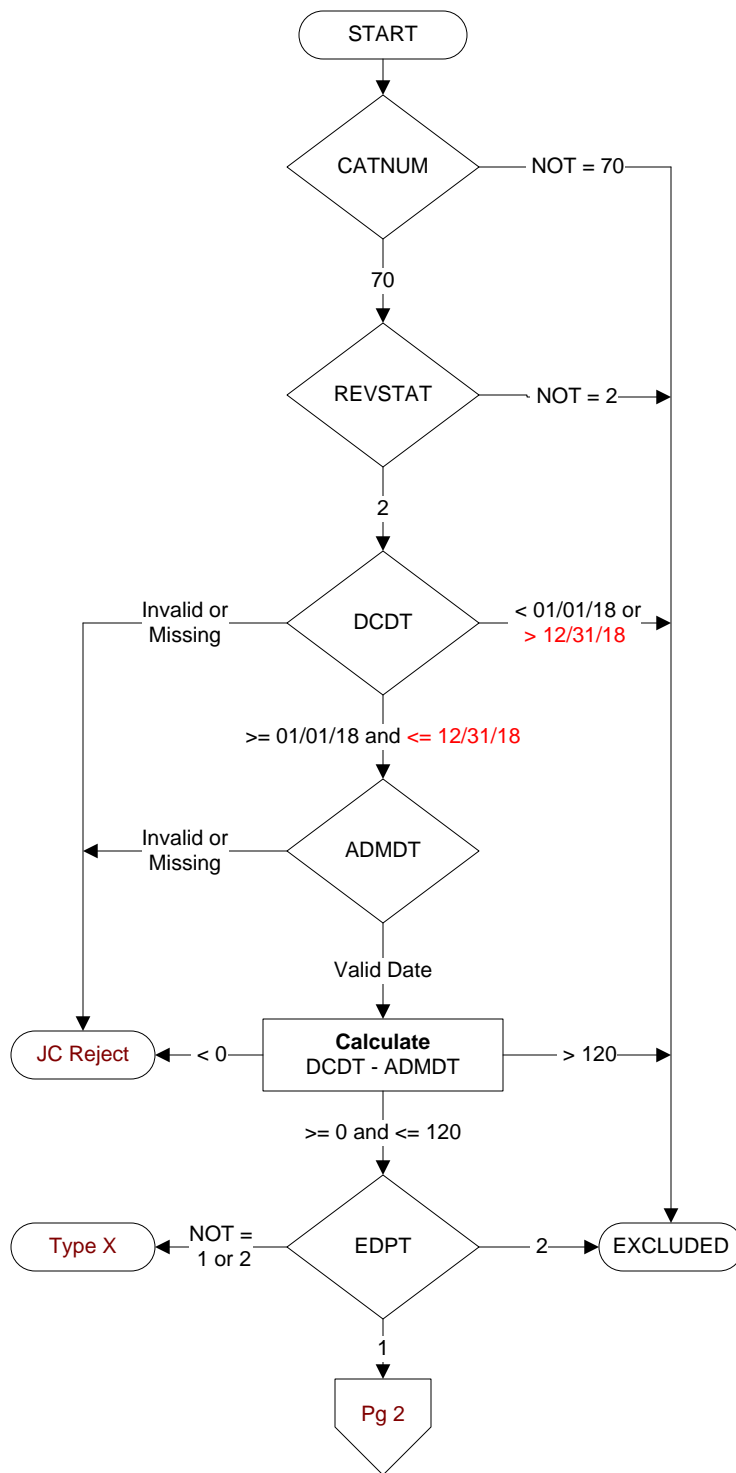 START
CATNUM
NOT = 70
70
REVSTAT
NOT = 2
2
Invalid or
Missing
DCDT
< 01/01/18 or
> 12/31/18
>= 01/01/18 and <= 12/31/18
Invalid or
Missing
ADMDT
Valid Date
JC Reject
< 0
Calculate
DCDT - ADMDT
> 120
>= 0 and <= 120
Type X
NOT =
1 or 2
EDPT
2
EXCLUDED
1
Pg 2